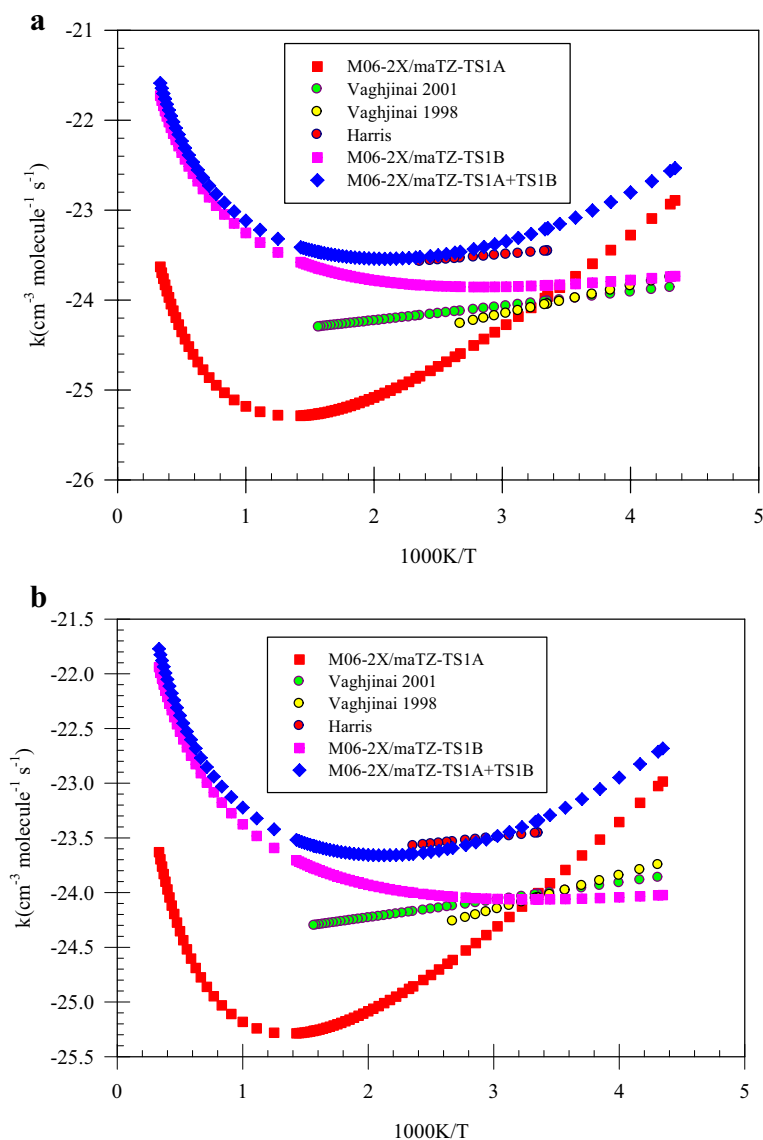 a
-21
-22
-23
-24
-25
-26
k(cm⁻³ molecule⁻¹ s⁻¹)
M06-2X/maTZ-TS1A
Vaghjinai 2001
Vaghjinai 1998
Harris
M06-2X/maTZ-TS1B
M06-2X/maTZ-TS1A+TS1B
0 1 2 3 4 5
1000K/T
b
-21.5
-22.0
-22.5
-23.0
-23.5
-24.0
-24.5
-25.0
-25.5
k(cm⁻³ molecule⁻¹ s⁻¹)
M06-2X/maTZ-TS1A
Vaghjinai 2001
Vaghjinai 1998
Harris
M06-2X/maTZ-TS1B
M06-2X/maTZ-TS1A+TS1B
0 1 2 3 4 5
1000K/T